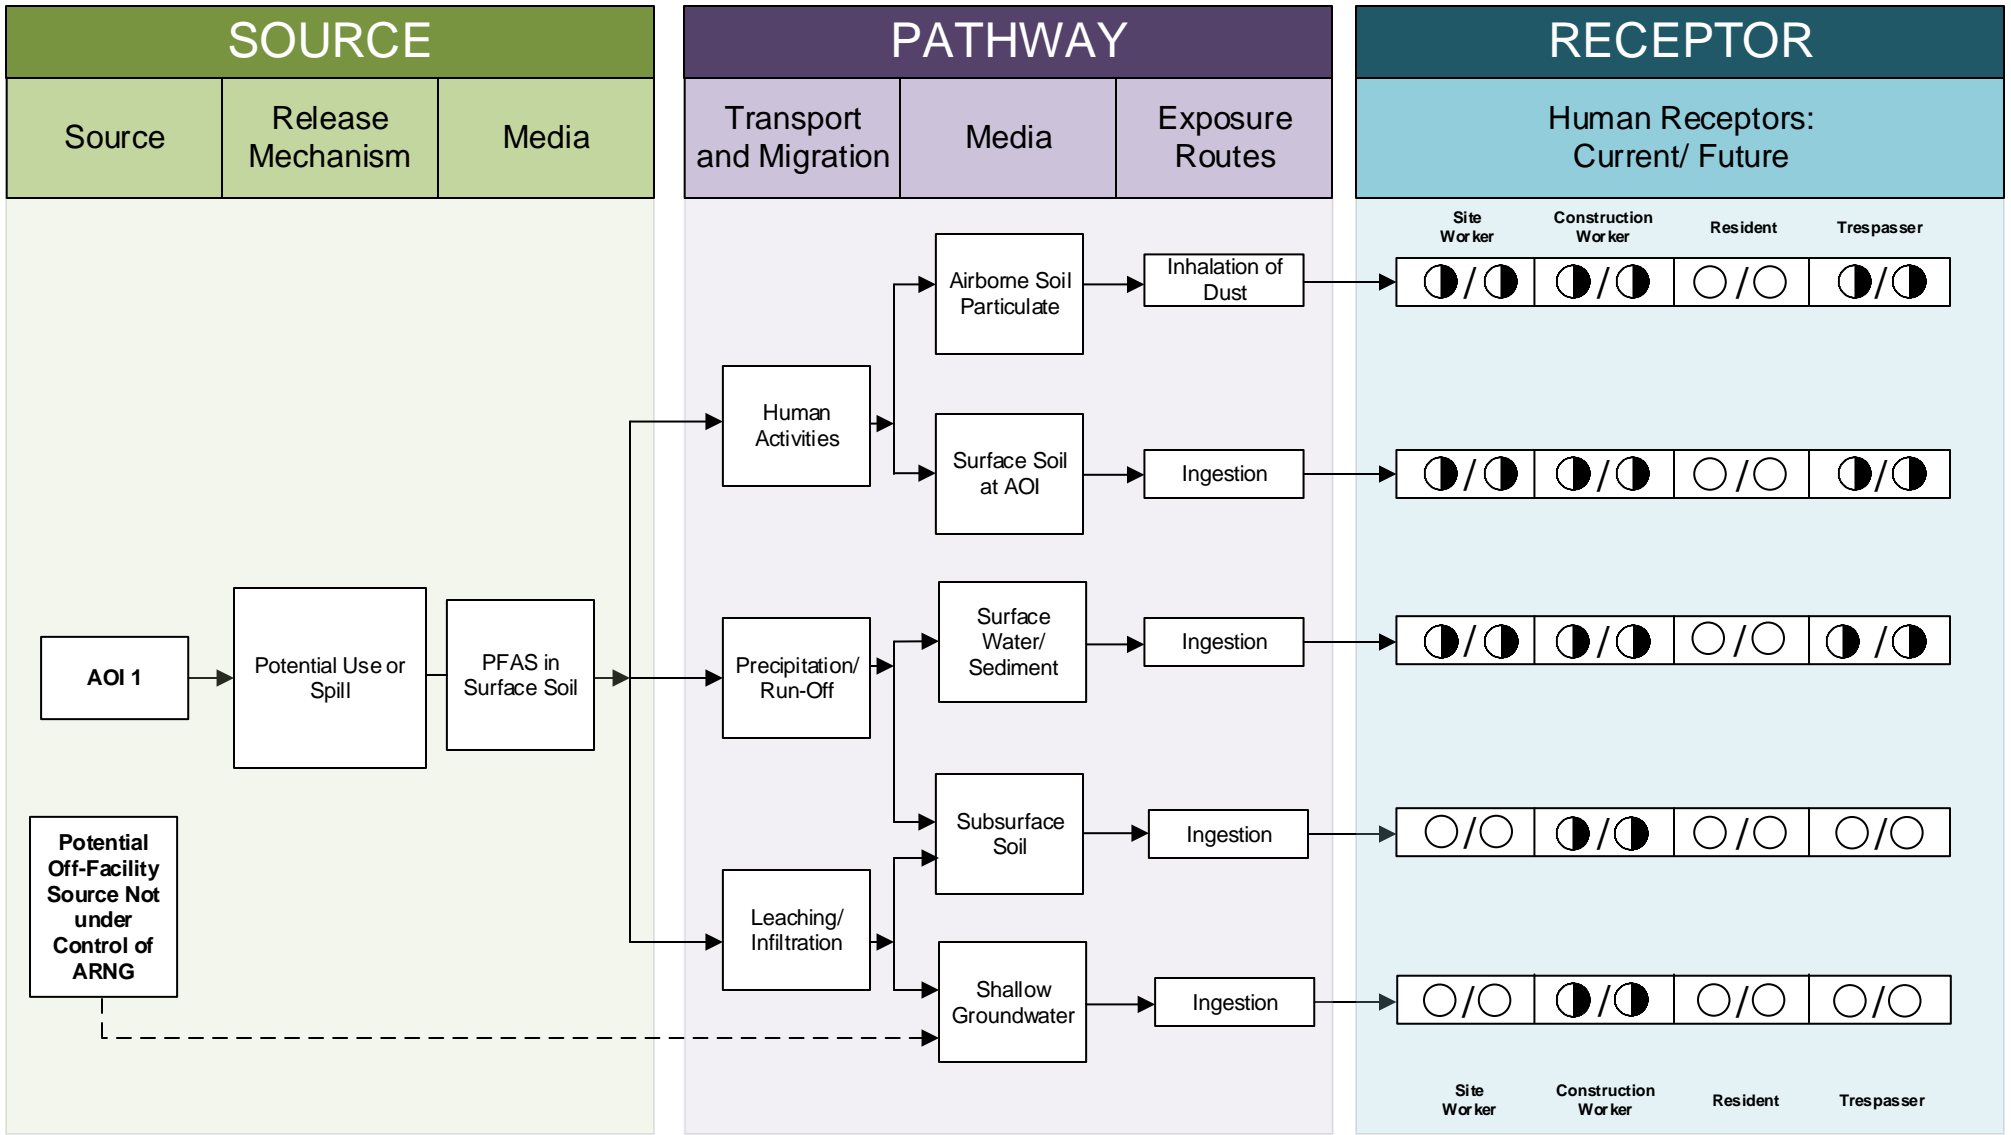 SOURCE
PATHWAY
RECEPTOR
Source
Release
Mechanism
Media
Transport
and Migration
Media
Exposure
Routes
Human Receptors:
Current/ Future
Site
Worker
Construction
Worker
Resident
Trespasser
Airborne Soil
Particulate
Inhalation of
Dust
/
/
/
/
Human
Activities
Surface Soil
at AOI
Ingestion
/
/
/
/
AOI 1
Potential Use or
Spill
PFAS in
Surface Soil
Precipitation/
Run-Off
Surface
Water/
Sediment
Ingestion
/
/
/
/
Subsurface
Soil
Ingestion
/
/
/
/
Potential
Off-Facility
Source Not
under
Control of
ARNG
Leaching/
Infiltration
Shallow
Groundwater
Ingestion
/
/
/
/
Site
Worker
Construction
Worker
Resident
Trespasser